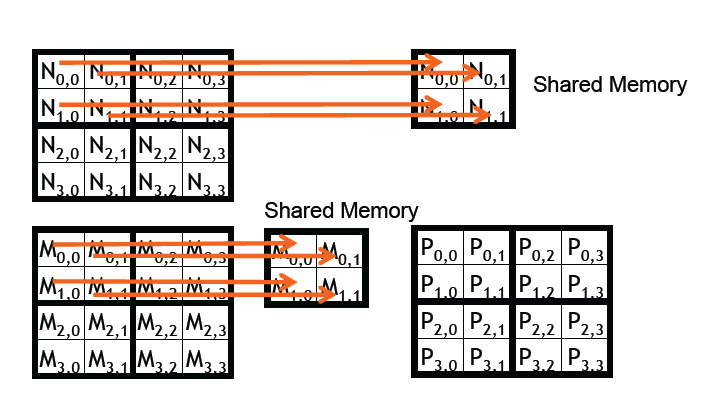 N0,0 N0,1 N0,2 N0,3 N0,0 N0,1
Shared Memory
N1,0 N1,1 N1,2 N1,3 N1,0 N1,1
N2,0 N2,1 N2,2 N2,3
N3,0 N3,1 N3,2 N3,3
Shared Memory
M0,0 M0,1 M0,2 M0,3 M0,0 M0,1 P0,0 P0,1 P0,2 P0,3
M1,0 M1,1 M1,2 M1,3 M1,0 M1,1 P1,0 P1,1 P1,2 P1,3
M2,0 M2,1 M2,2 M2,3 P2,0 P2,1 P2,2 P2,3
M3,0 M3,1 M3,2 M3,3 P3,0 P3,1 P3,2 P3,3